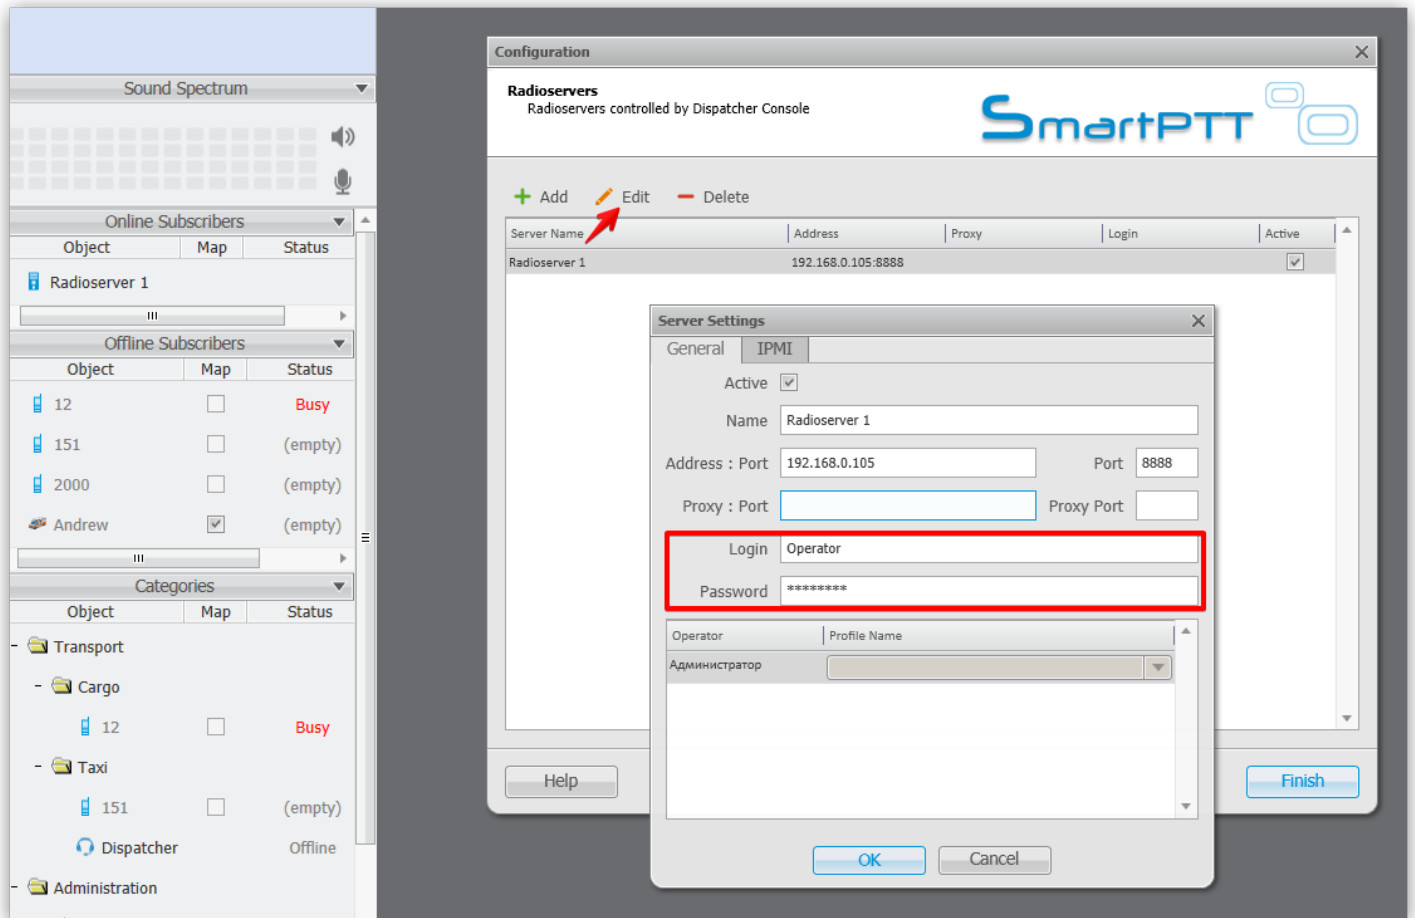 Sound Spectrum
Online Subscribers
Object Map Status
Radioserver 1
Offline Subscribers
Object Map Status
12 Busy
151 (empty)
2000 (empty)
Andrew (empty)
Categories
Object Map Status
Transport
Cargo
12 Busy
Taxi
151 (empty)
Dispatcher Offline
Administration
Configuration
Radioservers
Radioservers controlled by Dispatcher Console
SmartPTT
Add Edit Delete
Server Name Address Proxy Login Active
Radioserver 1 192.168.0.105:8888
Server Settings
General IPMI
Active
Name Radioserver 1
Address : Port 192.168.0.105 Port 8888
Proxy : Port Proxy Port
Login Operator
Password ********
Operator Profile Name
Администратор
OK Cancel
Help Finish